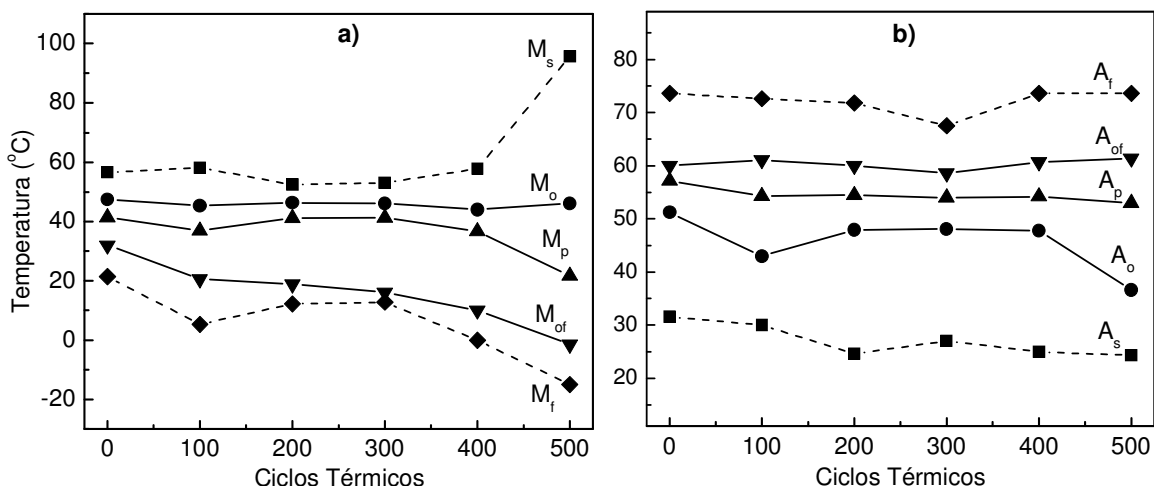 a)
100
80
60
40
20
0
-20
Temperatura (°C)
M_s
M_o
M_p
M_of
M_f
0 100 200 300 400 500
Ciclos Térmicos
b)
80
70
60
50
40
30
20
A_f
A_of
A_p
A_o
A_s
0 100 200 300 400 500
Ciclos Térmicos